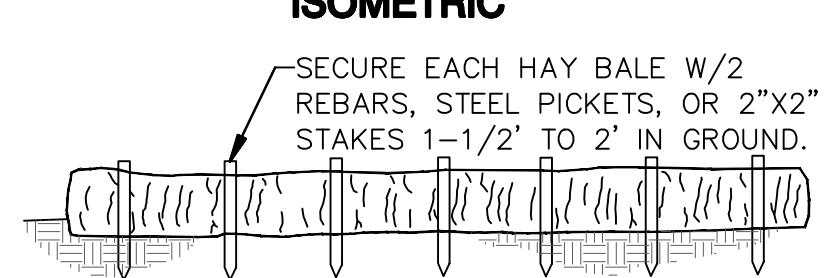 ISOMETRIC
SECURE EACH HAY BALE W/2
REBARS, STEEL PICKETS, OR 2"X2"
STAKES 1-1/2' TO 2' IN GROUND.